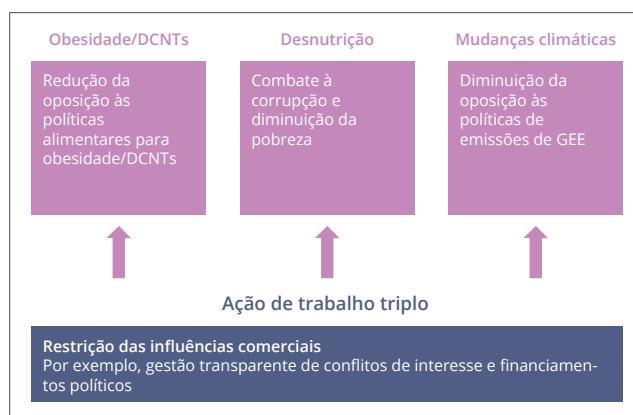 Obesidade/DCNTs
Redução da
oposição às
políticas
alimentares para
obesidade/DCNTs
Desnutrição
Combate à
corrupção e
diminuição da
pobreza
Mudanças climáticas
Diminuição da
oposição às
políticas de
emissões de GEE
Ação de trabalho triplo
Restrição das influências comerciais
Por exemplo, gestão transparente de conflitos de interesse e financiamen-
tos políticos